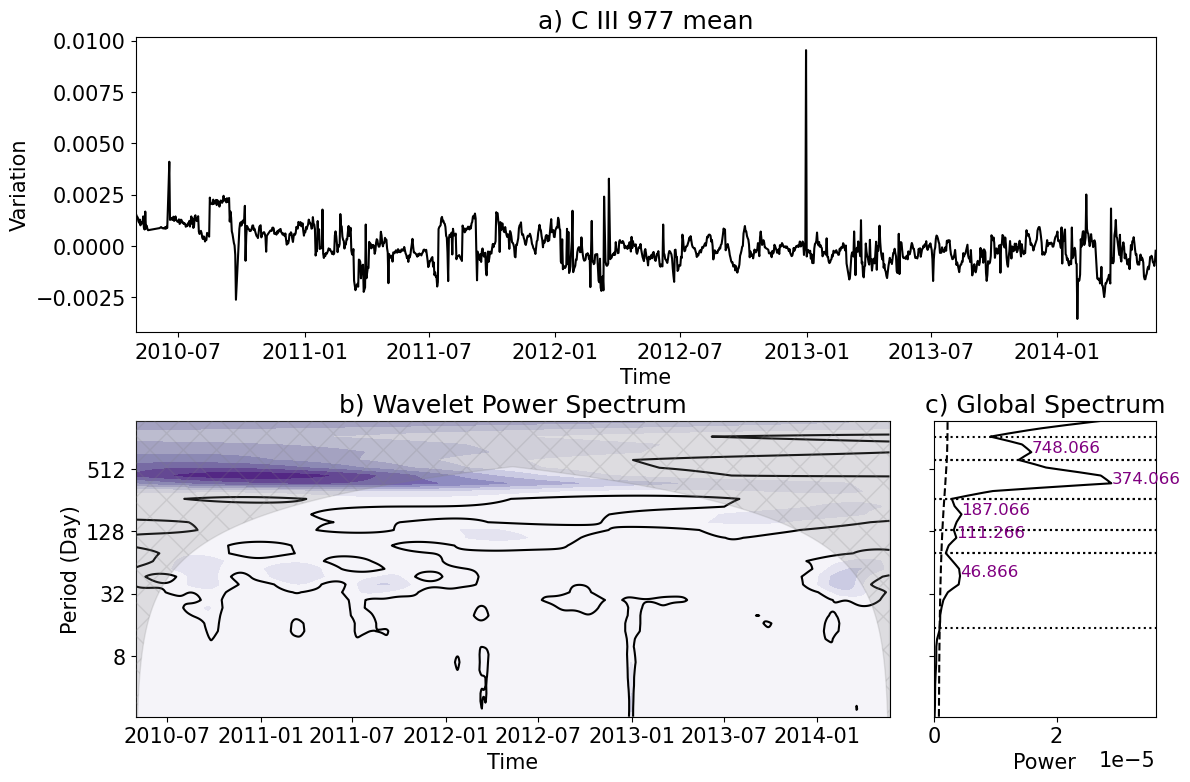 a) C III 977 mean
0.0100
0.0075
0.0050
0.0025
0.0000
−0.0025
Variation
2010-07 2011-01 2011-07 2012-01 2012-07 2013-01 2013-07 2014-01
Time
b) Wavelet Power Spectrum
512
128
32
8
Period (Day)
2010-07 2011-01 2011-07 2012-01 2012-07 2013-01 2013-07 2014-01
Time
c) Global Spectrum
748.066
374.066
187.066
111.266
46.866
0 2
Power 1e−5